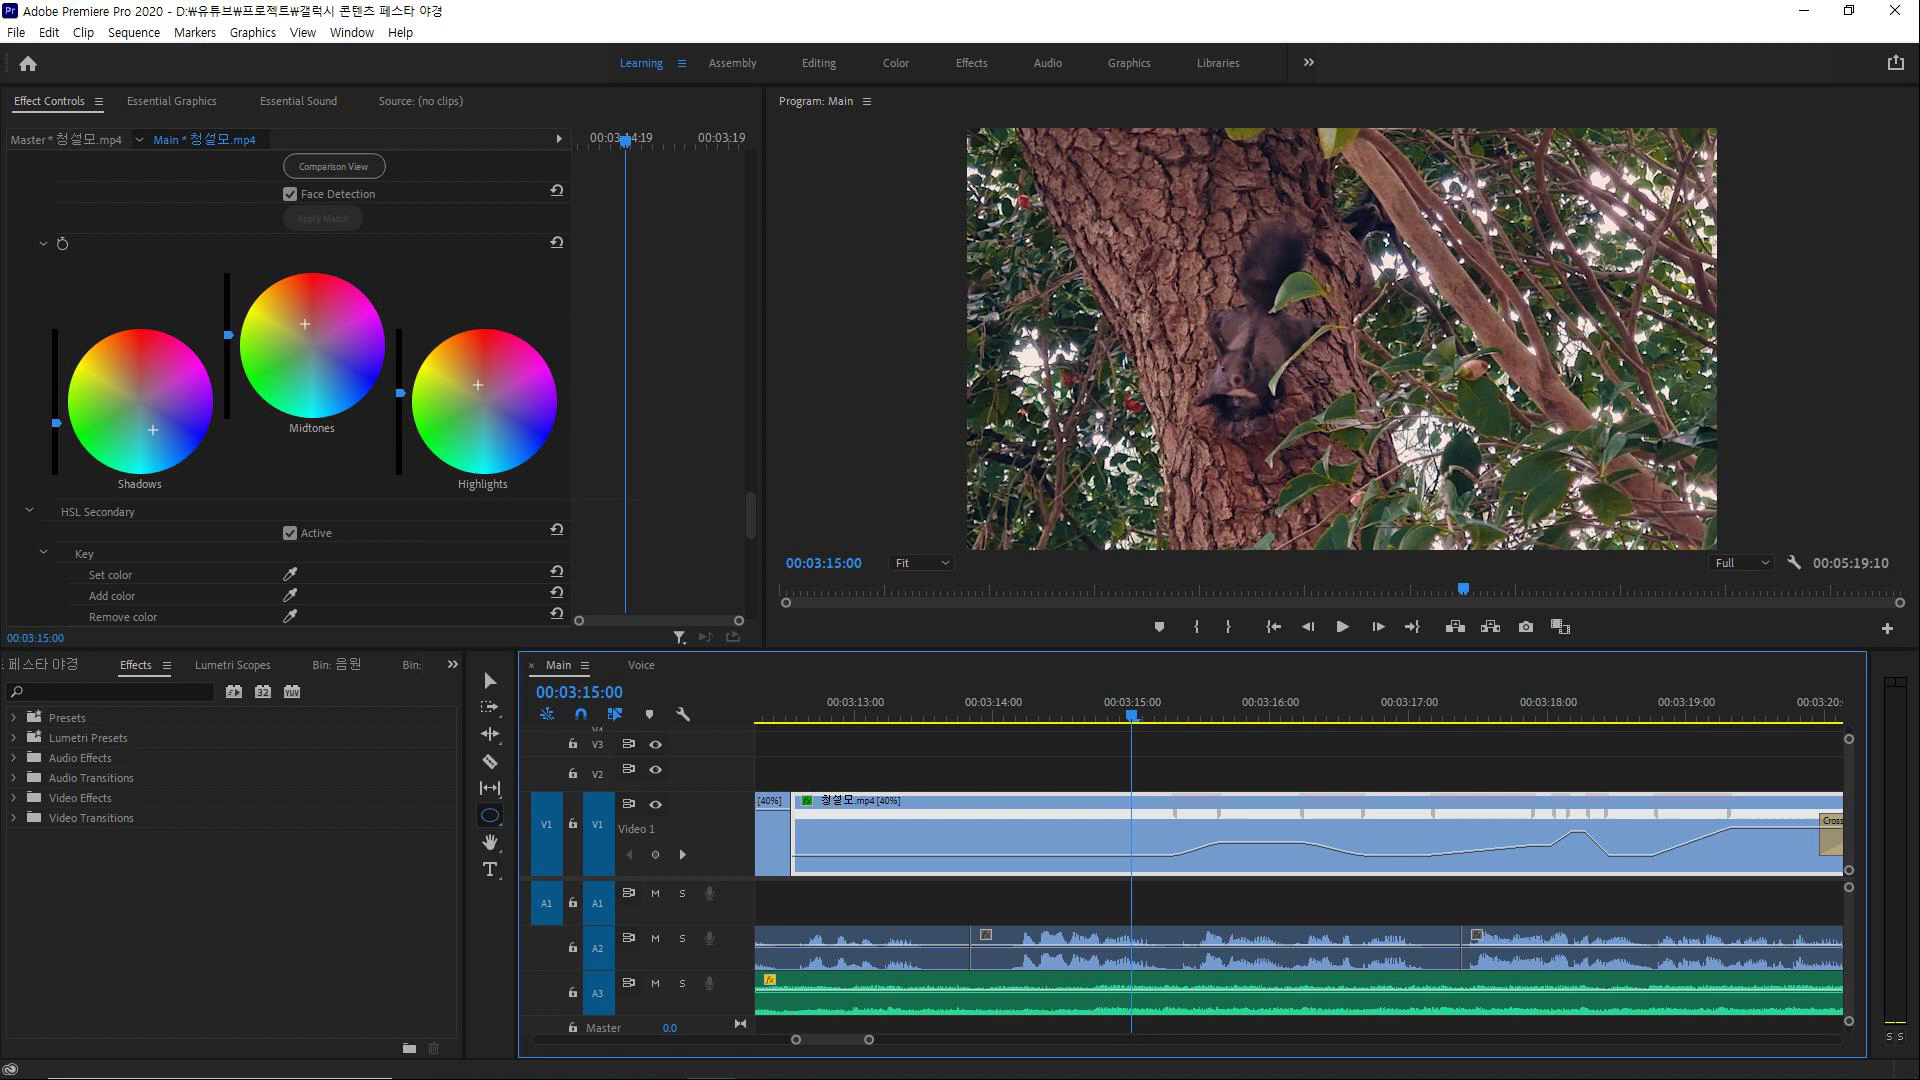 Adobe Premiere Pro 2020 - D:₩유튜브₩프로젝트₩갤럭시 콘텐츠 페스타 야경
File Edit Clip Sequence Markers Graphics View Window Help
Learning Assembly Editing Color Effects Audio Graphics Libraries
Effect Controls Essential Graphics Essential Sound Source: (no clips)
Program: Main
Master * 청설모.mp4 Main * 청설모.mp4
00:03:14:19 00:03:19
Comparison View
Face Detection
Apply Match
Midtones
Shadows Highlights
HSL Secondary
Active
Key
Set color
Add color
Remove color
00:03:15:00
00:03:15:00 Fit Full 00:05:19:10
페스타 야경 Effects Lumetri Scopes Bin: 음원 Bin:
32 YUV
Presets
Lumetri Presets
Audio Effects
Audio Transitions
Video Effects
Video Transitions
Main Voice
00:03:15:00
00:03:13:00 00:03:14:00 00:03:15:00 00:03:16:00 00:03:17:00 00:03:18:00 00:03:19:00 00:03:20:
V3
V2
[40%] fx 청설모.mp4 [40%]
V1 V1 Video 1
Cross
A1 A1 M S
A2 M S
A3 M S
fx
Master 0.0
S S